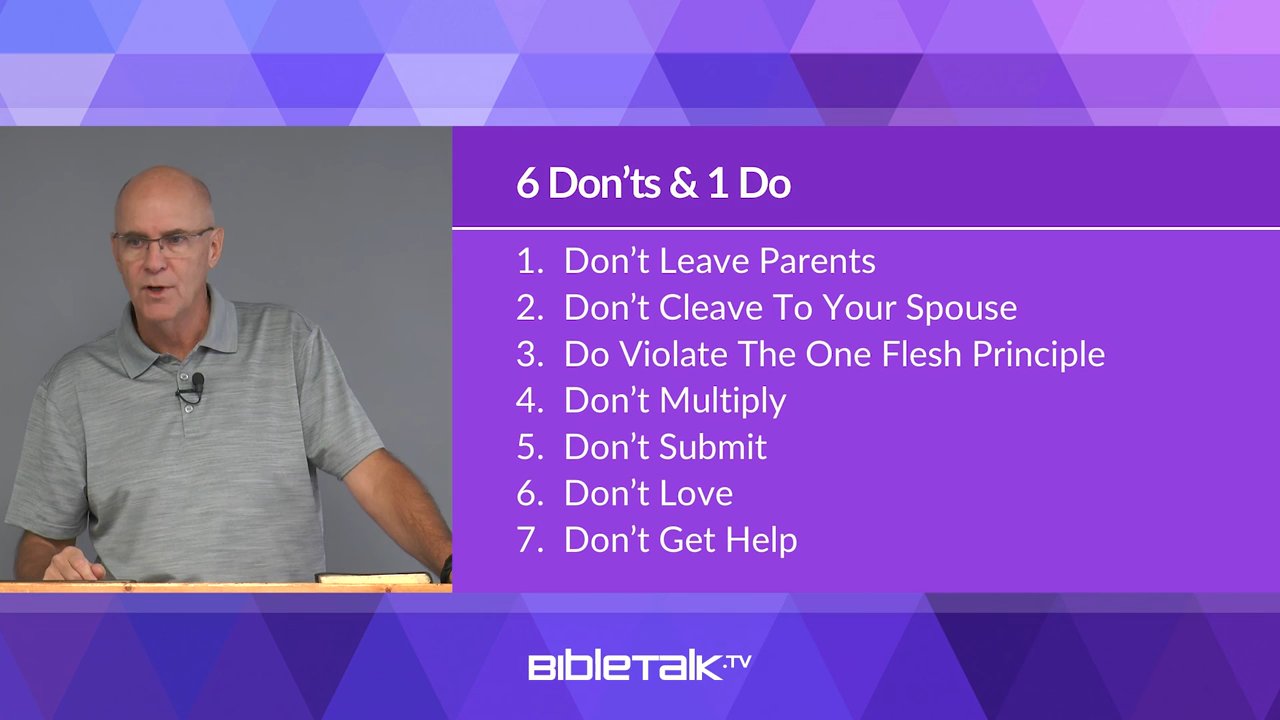 6 Don'ts & 1 Do
1. Don't Leave Parents
2. Don't Cleave To Your Spouse
3. Do Violate The One Flesh Principle
4. Don't Multiply
5. Don't Submit
6. Don't Love
7. Don't Get Help
BibleTalk.TV